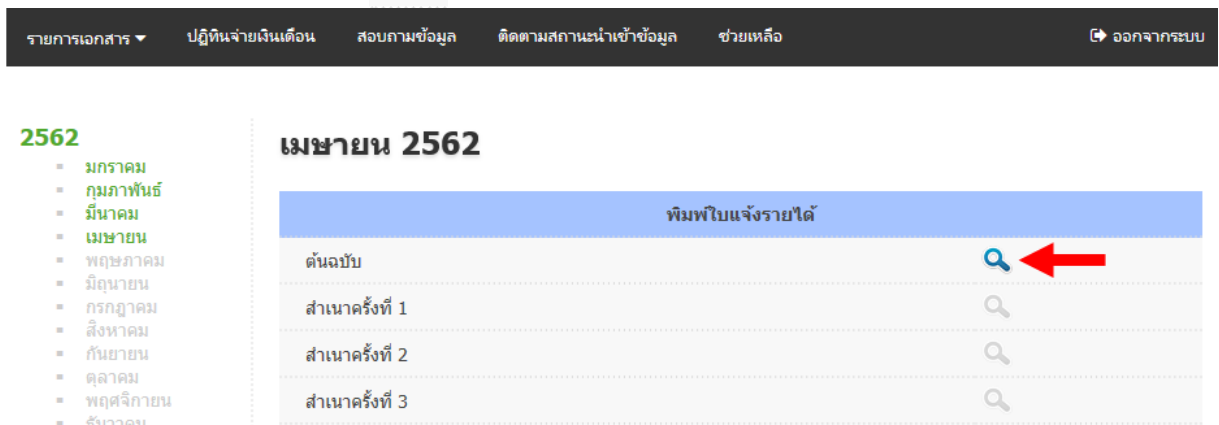 รายการเอกสาร ปฏิทินจ่ายเงินเดือน สอบถามข้อมูล ติดตามสถานะนำเข้าข้อมูล ช่วยเหลือ ออกจากระบบ
2562
มกราคม
กุมภาพันธ์
มีนาคม
เมษายน
พฤษภาคม
มิถุนายน
กรกฎาคม
สิงหาคม
กันยายน
ตุลาคม
พฤศจิกายน
ธันวาคม
เมษายน 2562
พิมพ์ใบแจ้งรายได้
ต้นฉบับ
สำเนาครั้งที่ 1
สำเนาครั้งที่ 2
สำเนาครั้งที่ 3